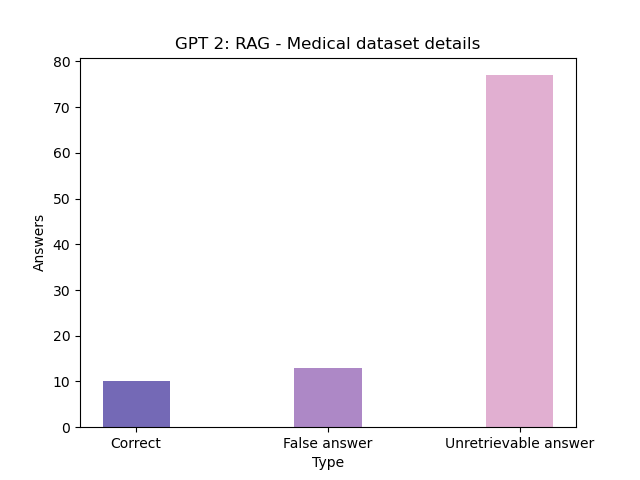 GPT 2: RAG - Medical dataset details
80
70
60
50
40
30
20
10
0
Answers
Correct
False answer
Unretrievable answer
Type